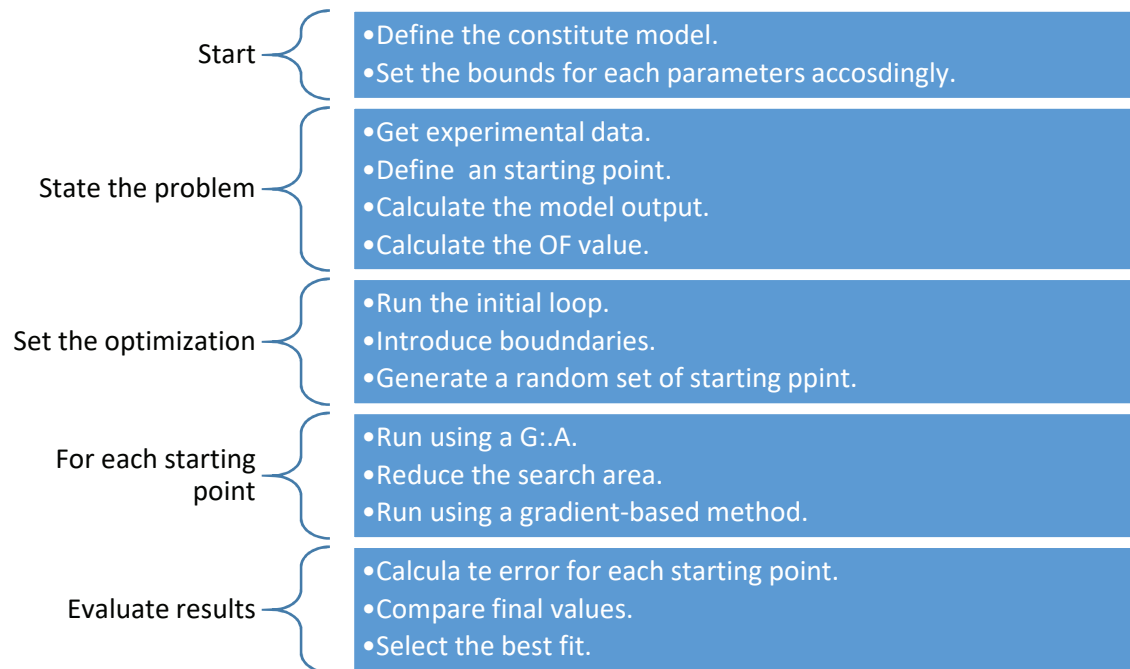 Start
•Define the constitute model.
•Set the bounds for each parameters accosdingly.
State the problem
•Get experimental data.
•Define an starting point.
•Calculate the model output.
•Calculate the OF value.
Set the optimization
•Run the initial loop.
•Introduce boudndaries.
•Generate a random set of starting ppint.
For each starting
point
•Run using a G:.A.
•Reduce the search area.
•Run using a gradient-based method.
Evaluate results
•Calcula te error for each starting point.
•Compare final values.
•Select the best fit.